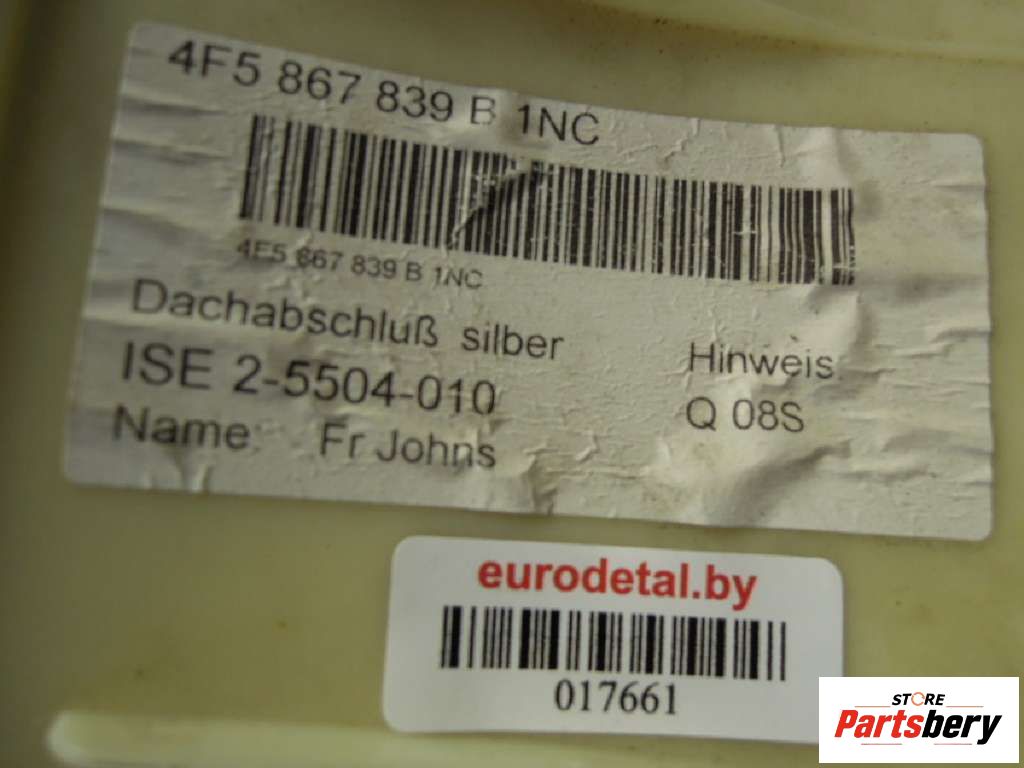 4F5 867 839 B 1NC
4F5 867 839 B 1NC
Dachabschluß silber
ISE 2-5504-010
Hinweis:
Q 08S
Name: Fr Johns
eurodetal.by
017661
STORE
Partsbery